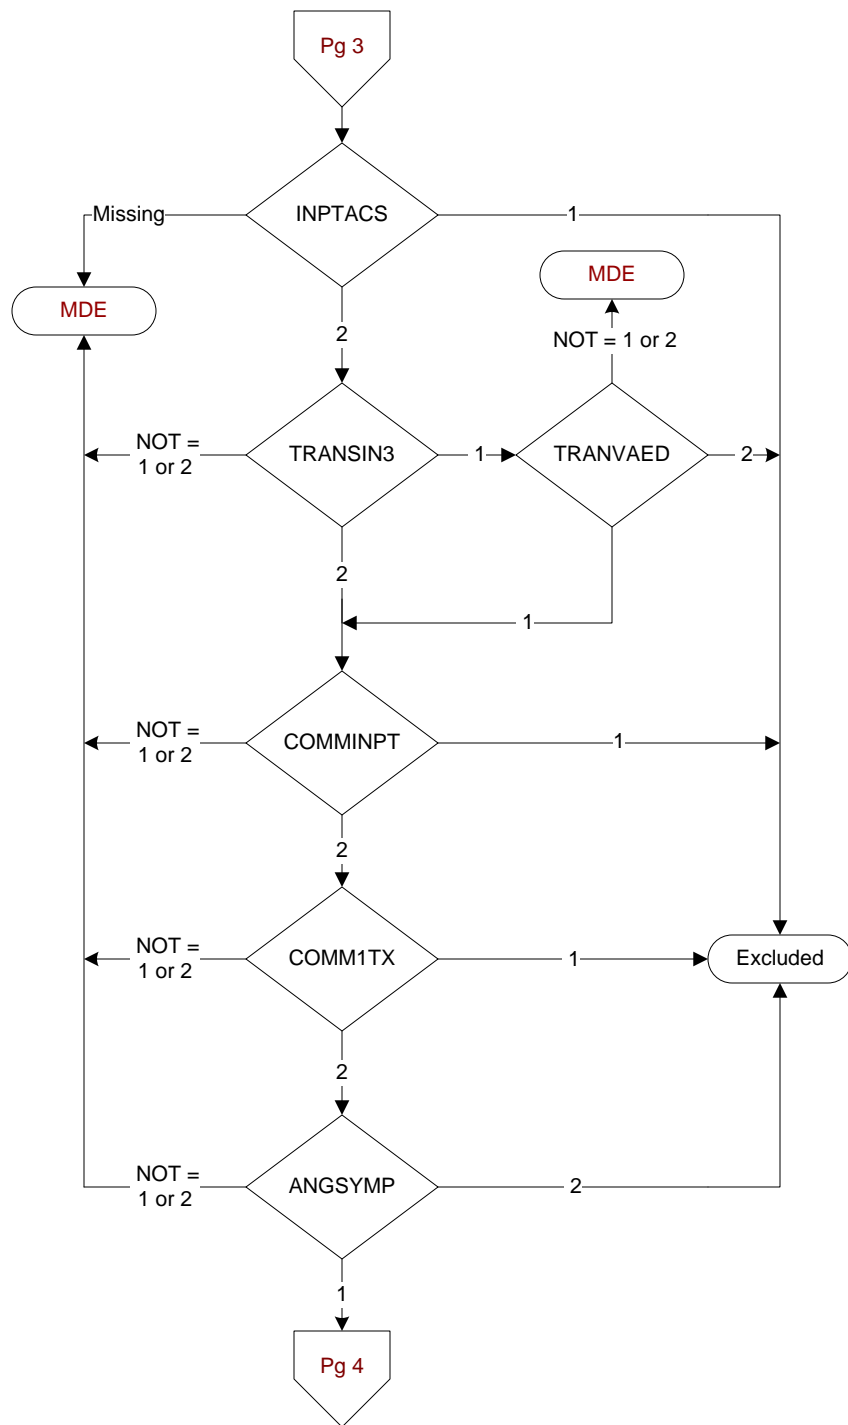 Pg 3
Missing
INPTACS
1
MDE
MDE
2
NOT = 1 or 2
NOT =
1 or 2
TRANSIN3
1
TRANVAED
2
2
1
NOT =
1 or 2
COMMINPT
1
2
NOT =
1 or 2
COMM1TX
1
Excluded
2
NOT =
1 or 2
ANGSYMP
2
1
Pg 4